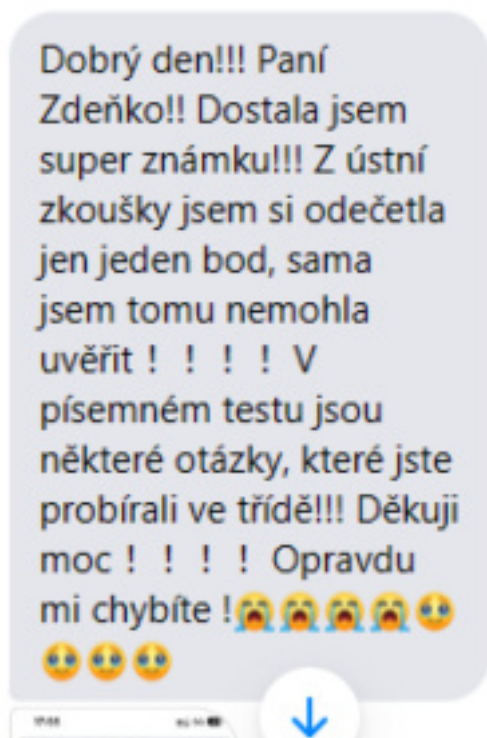 Dobrý den!!! Paní
Zdeňko!! Dostala jsem
super známku!!! Z ústní
zkoušky jsem si odečetla
jen jeden bod, sama
jsem tomu nemohla
uvěřit！！！！ V
písemném testu jsou
některé otázky, které jste
probírali ve třídě!!! Děkuji
moc！！！！ Opravdu
mi chybíte !😭😭😭😭🥹
🥹🥹🥹